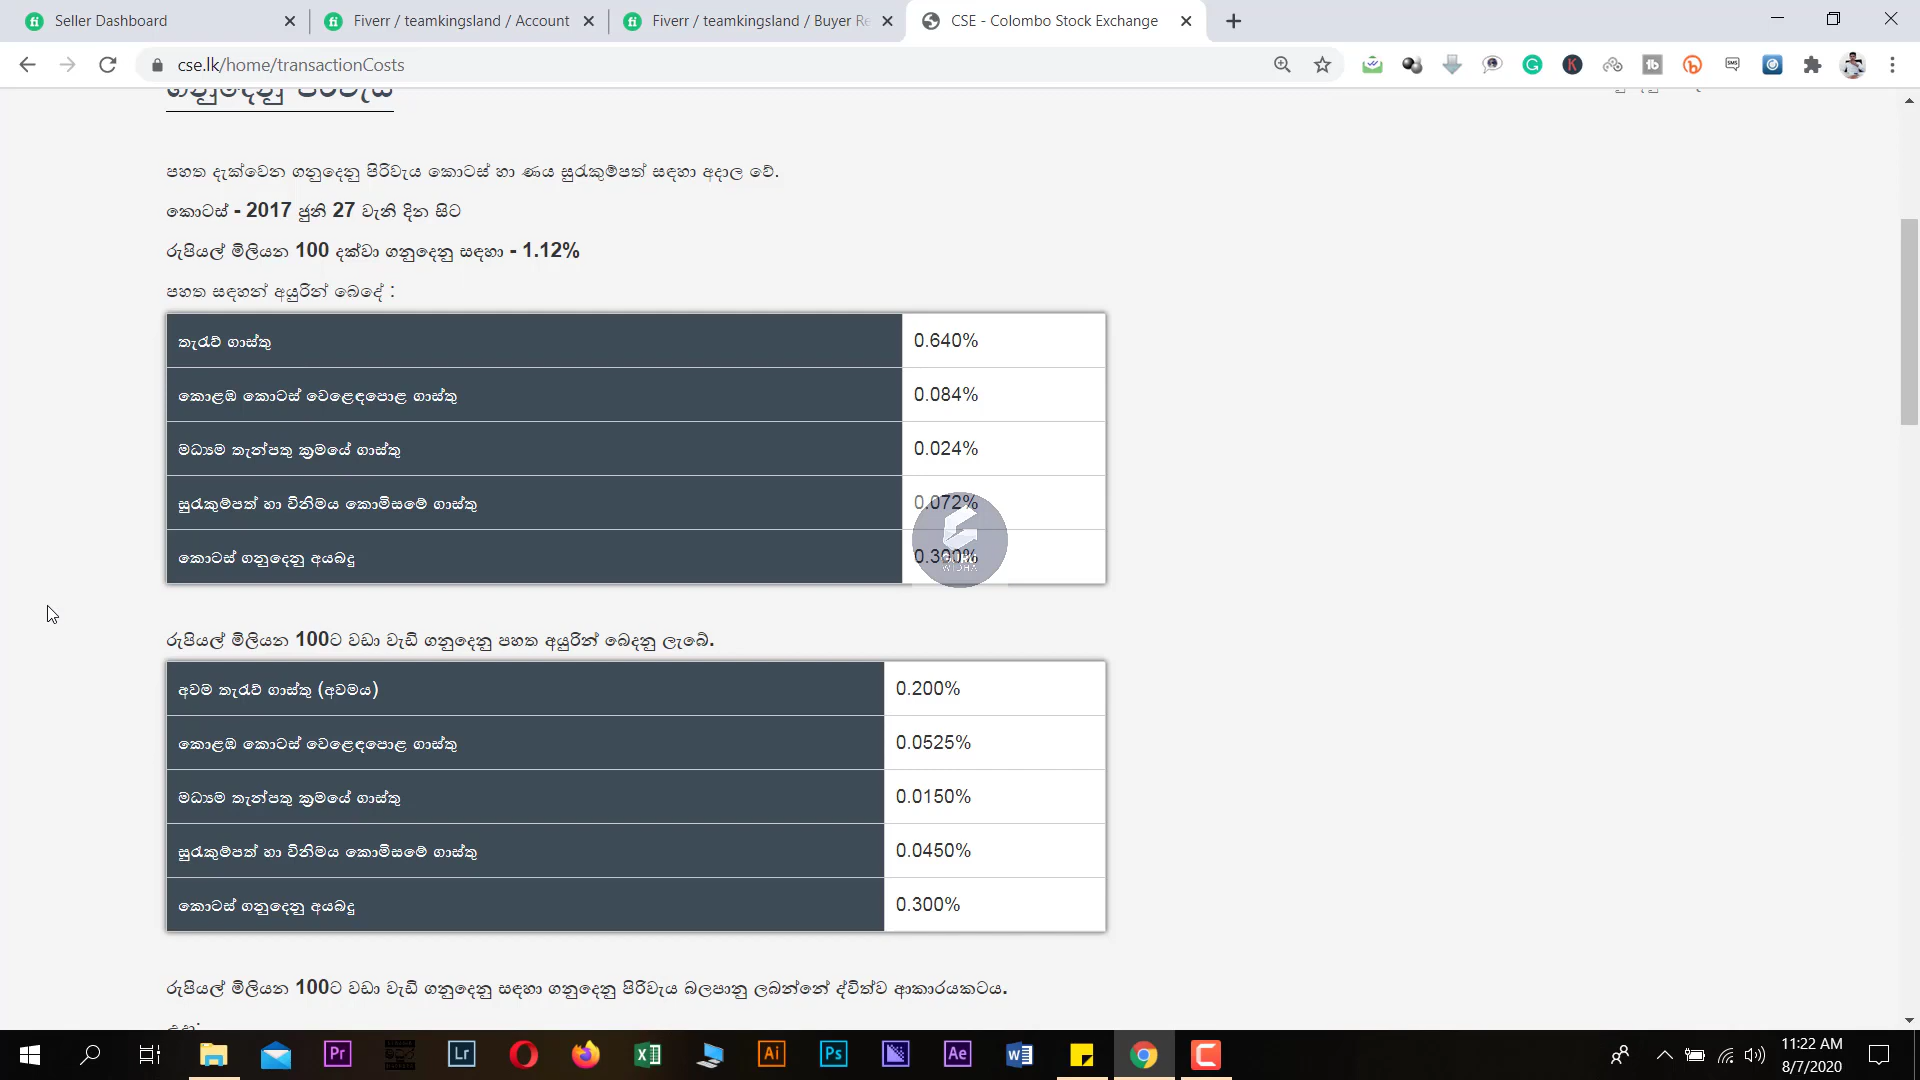 Seller Dashboard
Fiverr / teamkingsland / Account
Fiverr / teamkingsland / Buyer Re
CSE - Colombo Stock Exchange
cse.lk/home/transactionCosts
ගනුදෙනු පිරිවැය
පහත දැක්වෙන ගනුදෙනු පිරිවැය කොටස් හා ණය සුරැකුම්පත් සඳහා අදාල වේ.
කොටස් - 2017 ජුනි 27 වැනි දින සිට
රුපියල් මිලියන 100 දක්වා ගනුදෙනු සඳහා - 1.12%
පහත සඳහන් අයුරින් බෙදේ :
තැරැව් ගාස්තු 0.640%
කොළඹ කොටස් වෙළෙඳපොළ ගාස්තු 0.084%
මධ්‍යම තැන්පතු ක්‍රමයේ ගාස්තු 0.024%
සුරැකුම්පත් හා විනිමය කොමිසමේ ගාස්තු 0.072%
කොටස් ගනුදෙනු අයබදු 0.300%
WIDHA
රුපියල් මිලියන 100ට වඩා වැඩි ගනුදෙනු පහත අයුරින් බෙදනු ලැබේ.
අවම තැරැව් ගාස්තු (අවමය) 0.200%
කොළඹ කොටස් වෙළෙඳපොළ ගාස්තු 0.0525%
මධ්‍යම තැන්පතු ක්‍රමයේ ගාස්තු 0.0150%
සුරැකුම්පත් හා විනිමය කොමිසමේ ගාස්තු 0.0450%
කොටස් ගනුදෙනු අයබදු 0.300%
රුපියල් මිලියන 100ට වඩා වැඩි ගනුදෙනු සඳහා ගනුදෙනු පිරිවැය බලපානු ලබන්නේ ද්විත්ව ආකාරයකටය.
11:22 AM
8/7/2020